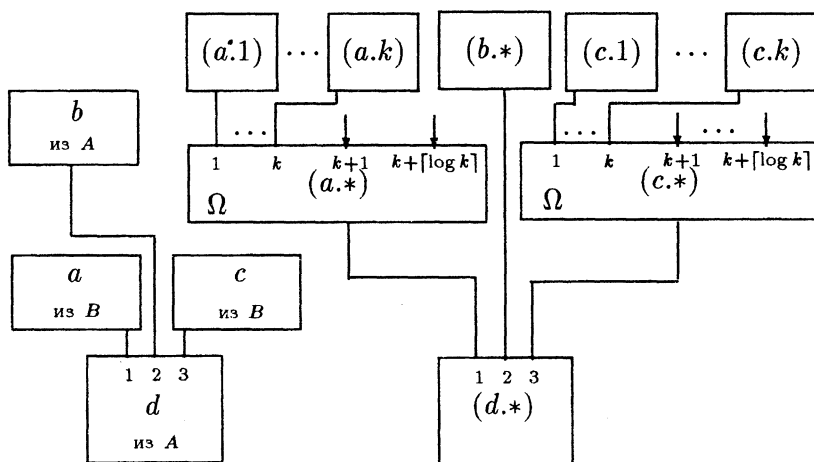 (a.1) ... (a.k) (b.*) (c.1) ... (c.k)
b
из A
... ...
...
1 k k+1 k+⌈log k⌉ 1 k k+1 k+⌈log k⌉
(a.*) (c.*)
Ω Ω
a c
из B из B
1 2 3 1 2 3
d (d.*)
из A